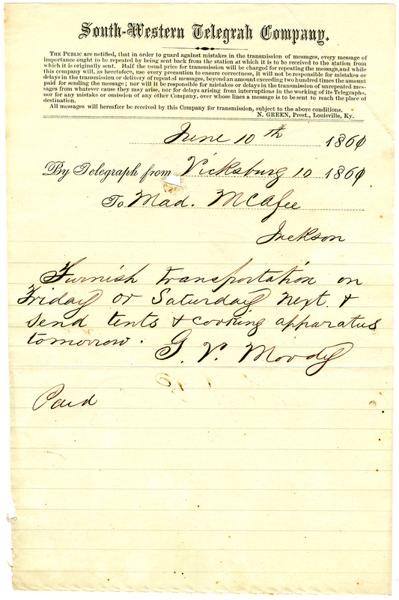 South-Western Telegrah Company.
THE PUBLIC are notified, that in order to guard against mistakes in the transmission of messages, every message of
importance ought to be repeated by being sent back from the station at which it is to be received to the station from
which it is originally sent. Half the usual price for transmission will be charged for repeating the message, and while
this company will, as heretofore, use every precaution to ensure correctness, it will not be responsible for mistakes or
delays in the transmission or delivery of repeated messages, beyond an amount exceeding two hundred times the amount
paid for sending the message; nor will it be responsible for mistakes or delays in the transmission of unrepeated mes-
sages from whatever cause they may arise, nor for delays arising from interruptions in the working of its Telegraphs,
nor for any mistake or omission of any other Company, over whose lines a message is to be sent to reach the place of
destination.
All messages will hereafter be received by this Company for transmission, subject to the above conditions.
N. GREEN, Prest., Louisville, Ky.
June 10th 1861
By Telegraph from Vicksburg 10 1861
To Mad. McAfee
Jackson
Furnish transportation on
Friday or Saturday next. &
send tents & cooking apparatus
tomorrow. G. V. Moody
Paid